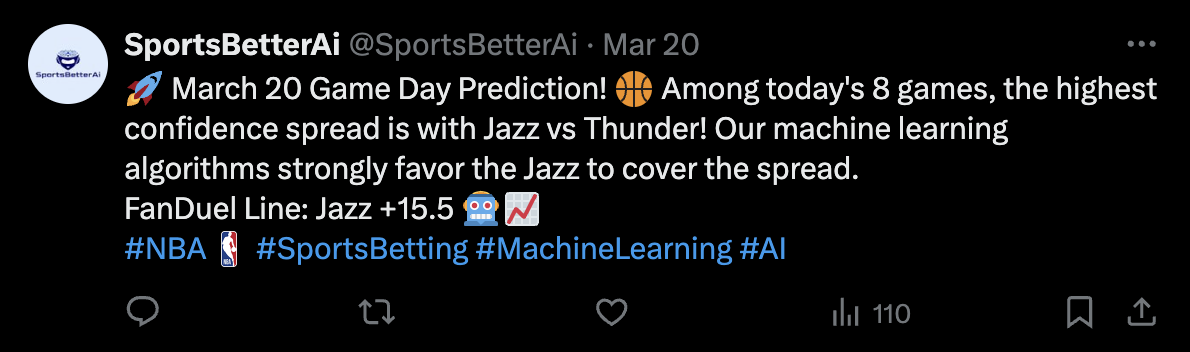 SportsBetterAi
SportsBetterAi @SportsBetterAi · Mar 20
🚀 March 20 Game Day Prediction! 🏀 Among today's 8 games, the highest
confidence spread is with Jazz vs Thunder! Our machine learning
algorithms strongly favor the Jazz to cover the spread.
FanDuel Line: Jazz +15.5 🤖📈
#NBA NBA #SportsBetting #MachineLearning #AI
110